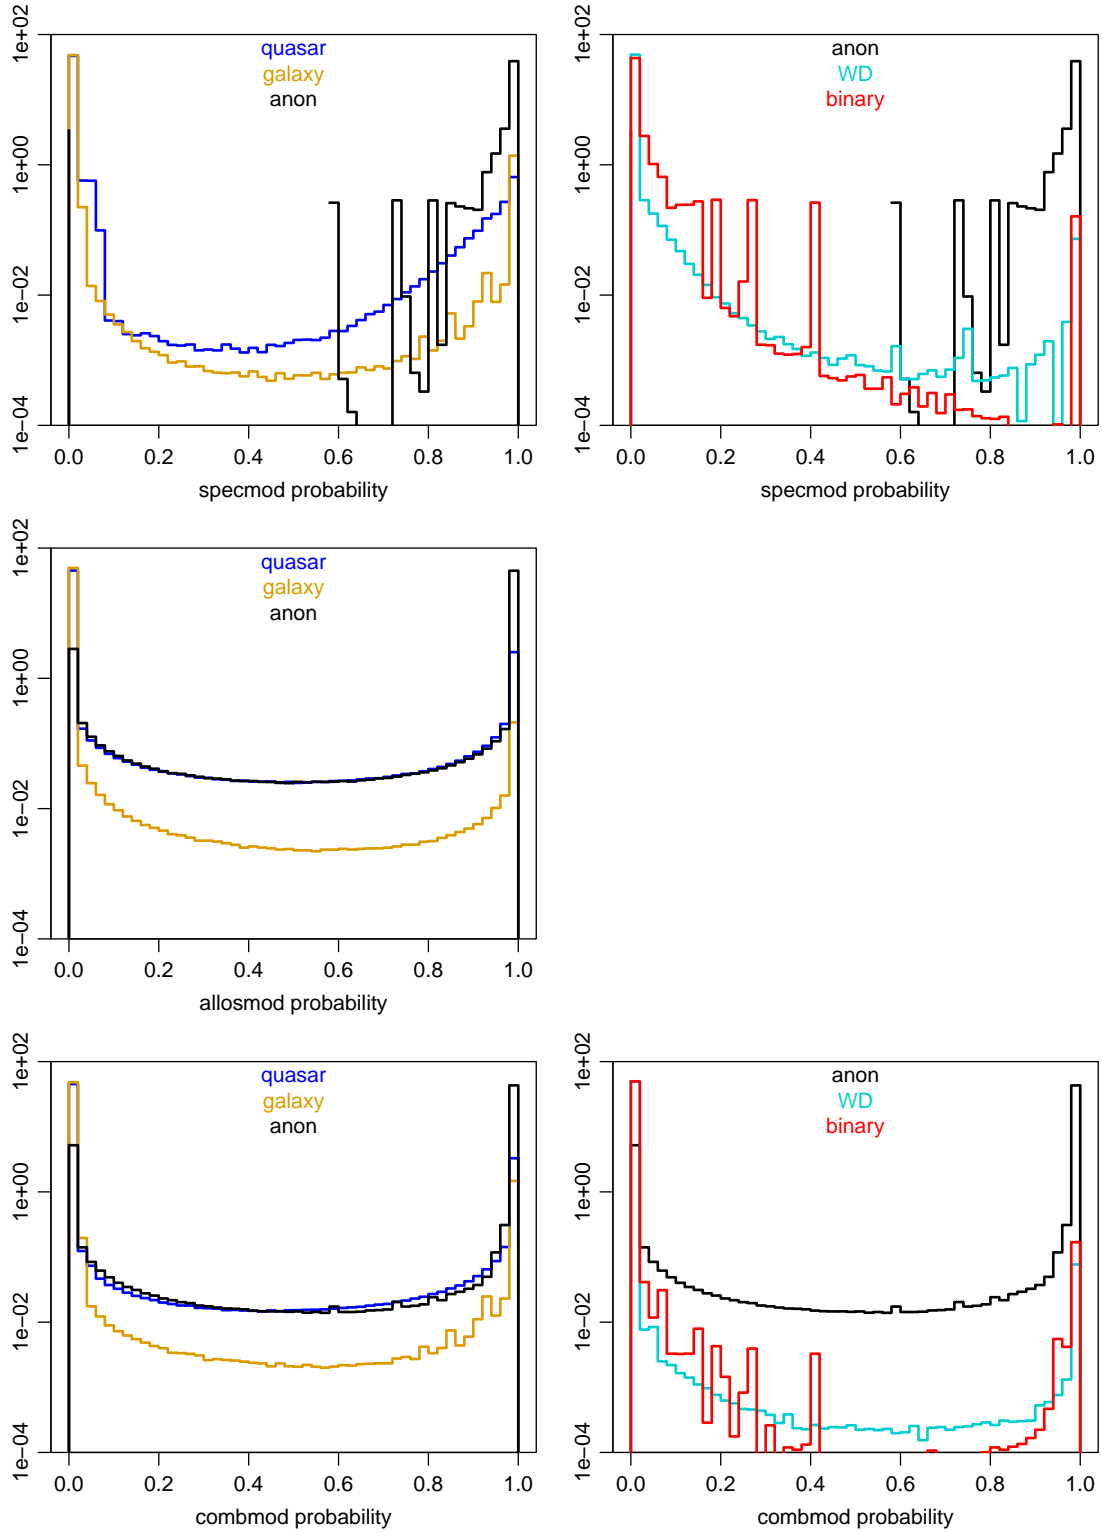 1e+02
1e+00
1e−02
1e−04
quasar
galaxy
anon
0.0 0.2 0.4 0.6 0.8 1.0
specmod probability
1e+02
1e+00
1e−02
1e−04
anon
WD
binary
0.0 0.2 0.4 0.6 0.8 1.0
specmod probability
1e+02
1e+00
1e−02
1e−04
quasar
galaxy
anon
0.0 0.2 0.4 0.6 0.8 1.0
allosmod probability
1e+02
1e+00
1e−02
1e−04
quasar
galaxy
anon
0.0 0.2 0.4 0.6 0.8 1.0
combmod probability
1e+02
1e+00
1e−02
1e−04
anon
WD
binary
0.0 0.2 0.4 0.6 0.8 1.0
combmod probability